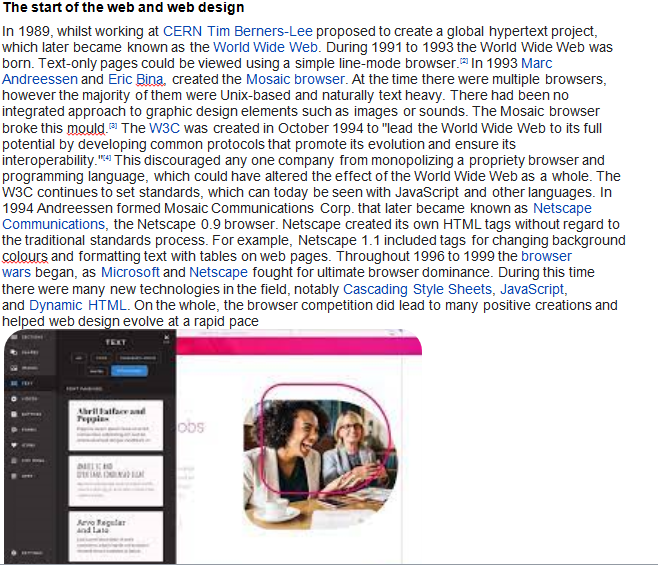 The start of the web and web design
In 1989, whilst working at CERN Tim Berners-Lee proposed to create a global hypertext project,
which later became known as the World Wide Web. During 1991 to 1993 the World Wide Web was
born. Text-only pages could be viewed using a simple line-mode browser.[2] In 1993 Marc
Andreessen and Eric Bina, created the Mosaic browser. At the time there were multiple browsers,
however the majority of them were Unix-based and naturally text heavy. There had been no
integrated approach to graphic design elements such as images or sounds. The Mosaic browser
broke this mould.[3] The W3C was created in October 1994 to "lead the World Wide Web to its full
potential by developing common protocols that promote its evolution and ensure its
interoperability."[4] This discouraged any one company from monopolizing a propriety browser and
programming language, which could have altered the effect of the World Wide Web as a whole. The
W3C continues to set standards, which can today be seen with JavaScript and other languages. In
1994 Andreessen formed Mosaic Communications Corp. that later became known as Netscape
Communications, the Netscape 0.9 browser. Netscape created its own HTML tags without regard to
the traditional standards process. For example, Netscape 1.1 included tags for changing background
colours and formatting text with tables on web pages. Throughout 1996 to 1999 the browser
wars began, as Microsoft and Netscape fought for ultimate browser dominance. During this time
there were many new technologies in the field, notably Cascading Style Sheets, JavaScript,
and Dynamic HTML. On the whole, the browser competition did lead to many positive creations and
helped web design evolve at a rapid pace
TEXT
TEXT
Abril Fatface and
Poppins
Arvo Regular
and Lato
obs